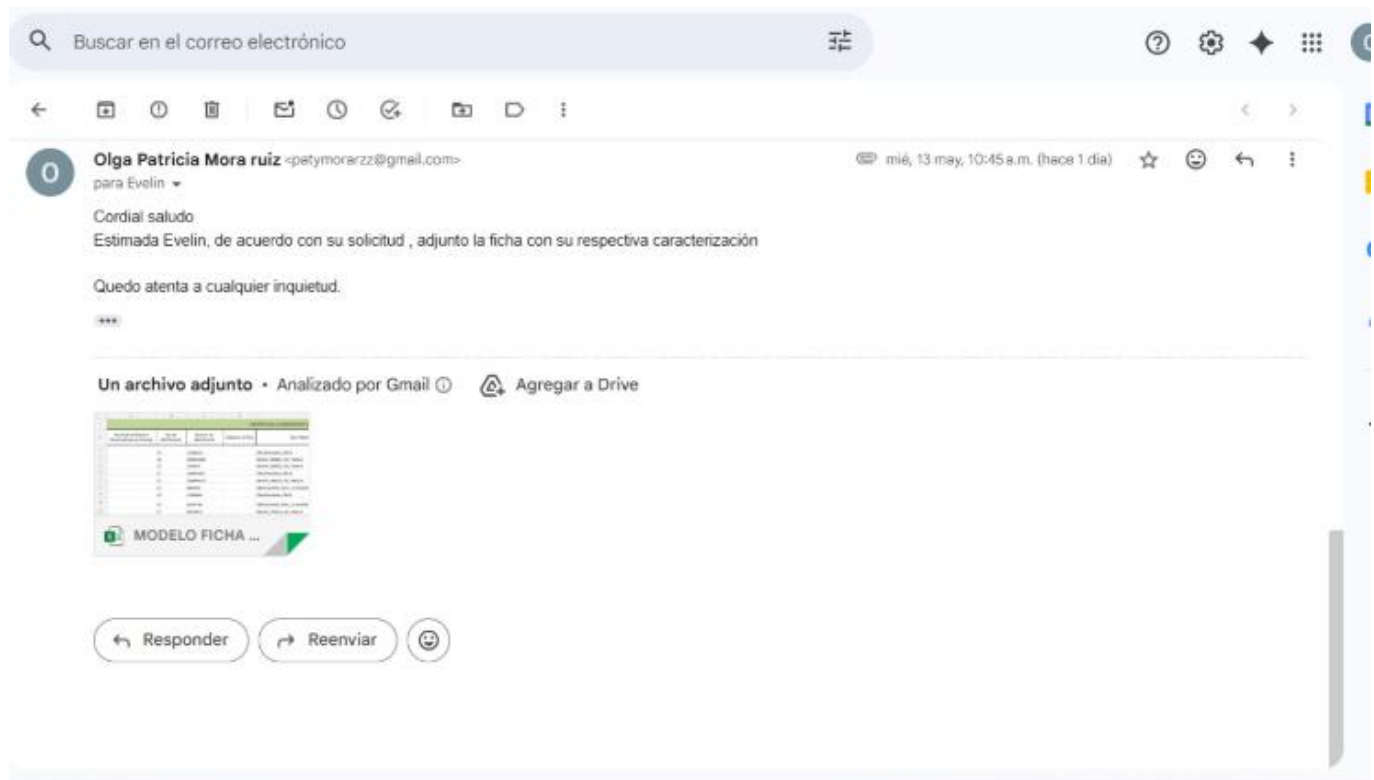 Buscar en el correo electrónico
Olga Patricia Mora ruiz <patymorarzz@gmail.com>
mié, 13 may, 10:45 a.m. (hace 1 día)
para Evelin
Cordial saludo
Estimada Evelin, de acuerdo con su solicitud , adjunto la ficha con su respectiva caracterización
Quedo atenta a cualquier inquietud.
Un archivo adjunto • Analizado por Gmail
Agregar a Drive
MODELO FICHA ...
Responder
Reenviar